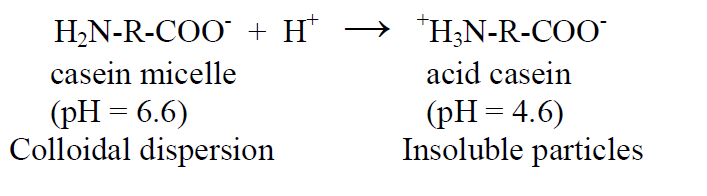 H₂N-R-COO⁻ + H⁺ ⟶ ⁺H₃N-R-COO⁻
casein micelle acid casein
(pH = 6.6) (pH = 4.6)
Colloidal dispersion Insoluble particles